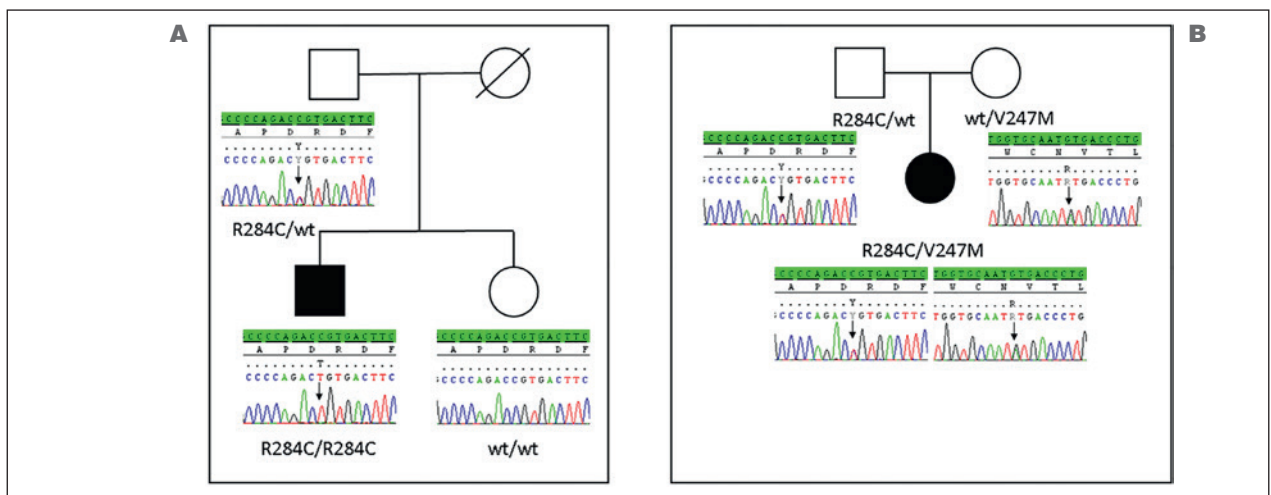 A
CCCCAGACCGTGACTTC
A P D R D F
Y
CCCCAGACYGTGACTTC
R284C/wt
CCCCAGACCGTGACTTC
A P D R D F
T
CCCCAGACTGTGACTTC
R284C/R284C
CCCCAGACCGTGACTTC
A P D R D F
CCCCAGACCGTGACTTC
wt/wt
B
R284C/wt
wt/V247M
CCCCAGACCGTGACTTC
A P D R D F
Y
CCCCAGACYGTGACTTC
TGGTGCAATGTGACCCTG
W C N V T L
R
TGGTGCAATRTGACCCTG
R284C/V247M
CCCCAGACCGTGACTTC
A P D R D F
Y
CCCCAGACYGTGACTTC
TGGTGCAATGTGACCCTG
W C N V T L
R
TGGTGCAATRTGACCCTG